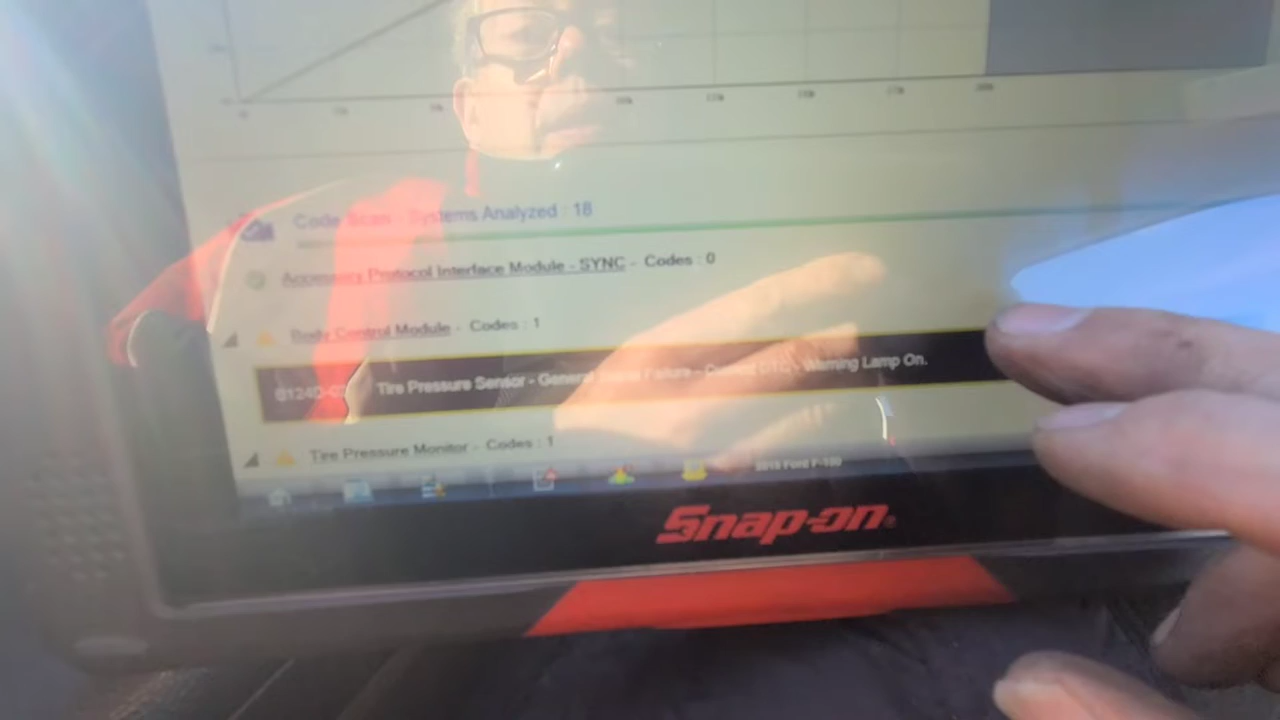 Code Scan - Systems Analyzed : 18
Accessory Protocol Interface Module - SYNC - Codes : 0
Body Control Module - Codes : 1
Tire Pressure Sensor - General Failure - Warning Lamp On.
Tire Pressure Monitor - Codes : 1
Ford F-150
Snap-on